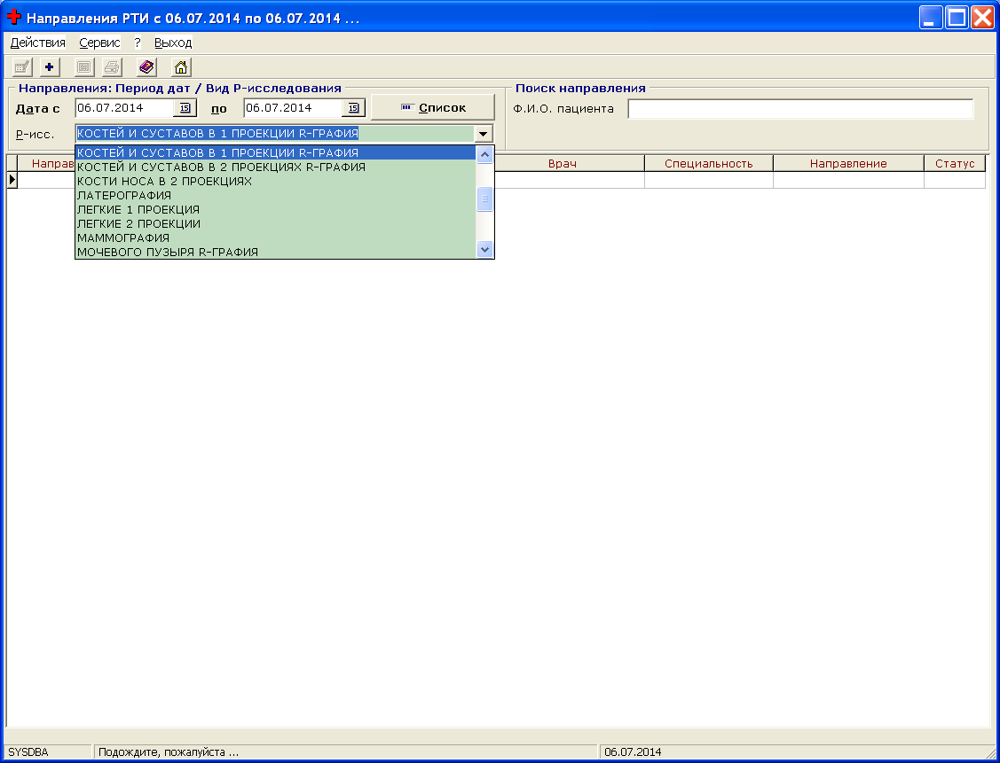 Направления РТИ с 06.07.2014 по 06.07.2014 ...
Действия Сервис ? Выход
Направления: Период дат / Вид Р-исследования
Поиск направления
Дата с 06.07.2014 15 по 06.07.2014 15 Список
Ф.И.О. пациента
Р-исс. КОСТЕЙ И СУСТАВОВ В 1 ПРОЕКЦИИ R-ГРАФИЯ
КОСТЕЙ И СУСТАВОВ В 1 ПРОЕКЦИИ R-ГРАФИЯ
КОСТЕЙ И СУСТАВОВ В 2 ПРОЕКЦИЯХ R-ГРАФИЯ
КОСТИ НОСА В 2 ПРОЕКЦИЯХ
ЛАТЕРОГРАФИЯ
ЛЕГКИЕ 1 ПРОЕКЦИЯ
ЛЕГКИЕ 2 ПРОЕКЦИИ
МАММОГРАФИЯ
МОЧЕВОГО ПУЗЫРЯ R-ГРАФИЯ
Направ Врач Специальность Направление Статус
SYSDBA Подождите, пожалуйста ... 06.07.2014